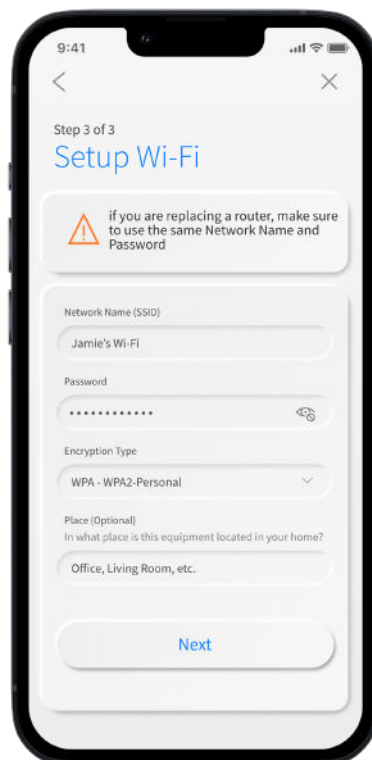 9:41
Step 3 of 3
Setup Wi-Fi
if you are replacing a router, make sure
to use the same Network Name and
Password
Network Name (SSID)
Jamie's Wi-Fi
Password
••••••••••••
Encryption Type
WPA - WPA2-Personal
Place (Optional)
In what place is this equipment located in your home?
Office, Living Room, etc.
Next